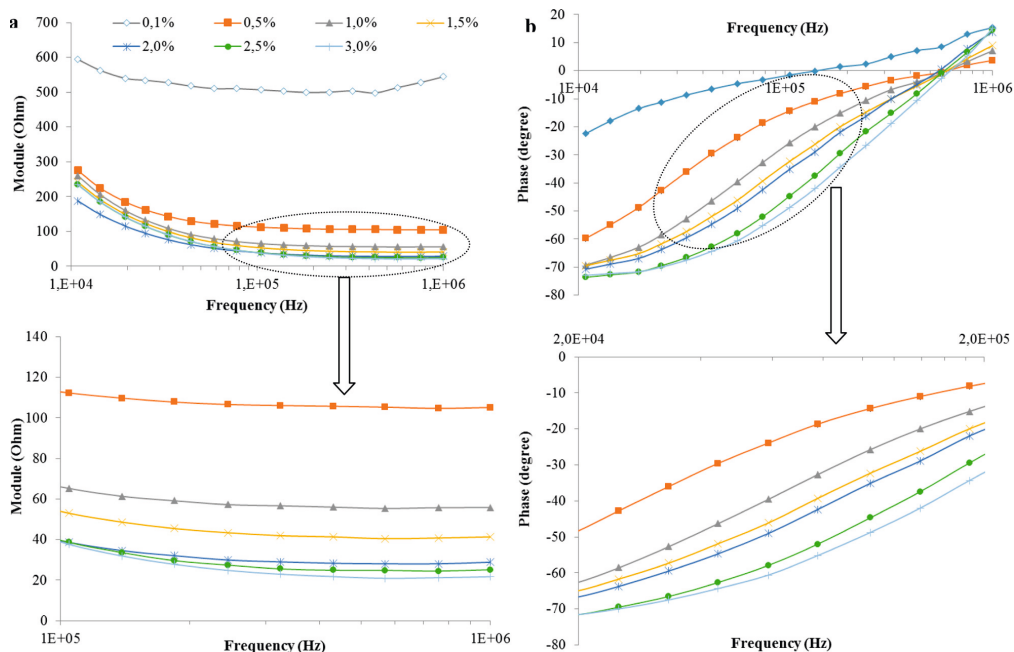 a
0,1%
0,5%
1,0%
1,5%
2,0%
2,5%
3,0%
700
600
500
400
300
200
100
0
Module (Ohm)
1,E+04
1,E+05
1,E+06
Frequency (Hz)
b
Frequency (Hz)
20
10
0
-10
-20
-30
-40
-50
-60
-70
-80
Phase (degree)
1E+04
1E+05
1E+06
140
120
100
80
60
40
20
0
Module (Ohm)
1E+05
1E+06
Frequency (Hz)
2,0E+04
2,0E+05
0
-10
-20
-30
-40
-50
-60
-70
-80
Phase (degree)
Frequency (Hz)